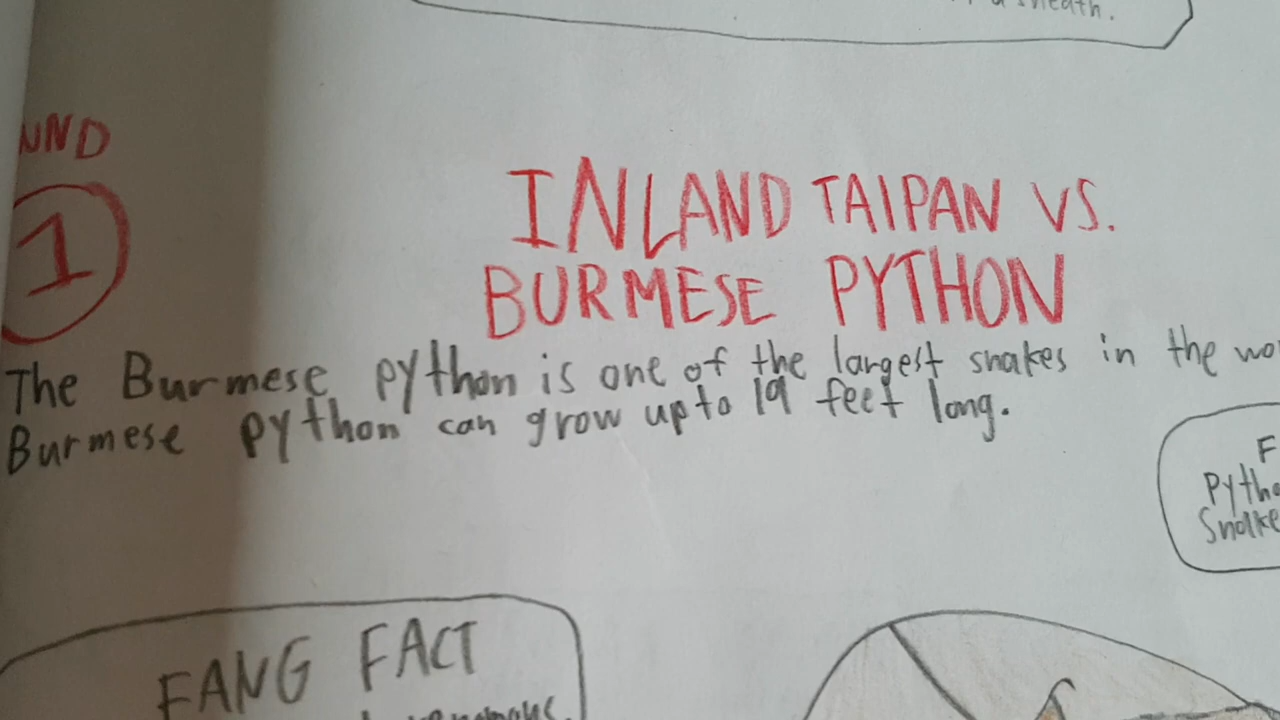 sheath.
1
INLAND TAIPAN VS.
BURMESE PYTHON
The Burmese python is one of the largest snakes in the
Burmese python can grow up to 19 feet long.
FANG FACT